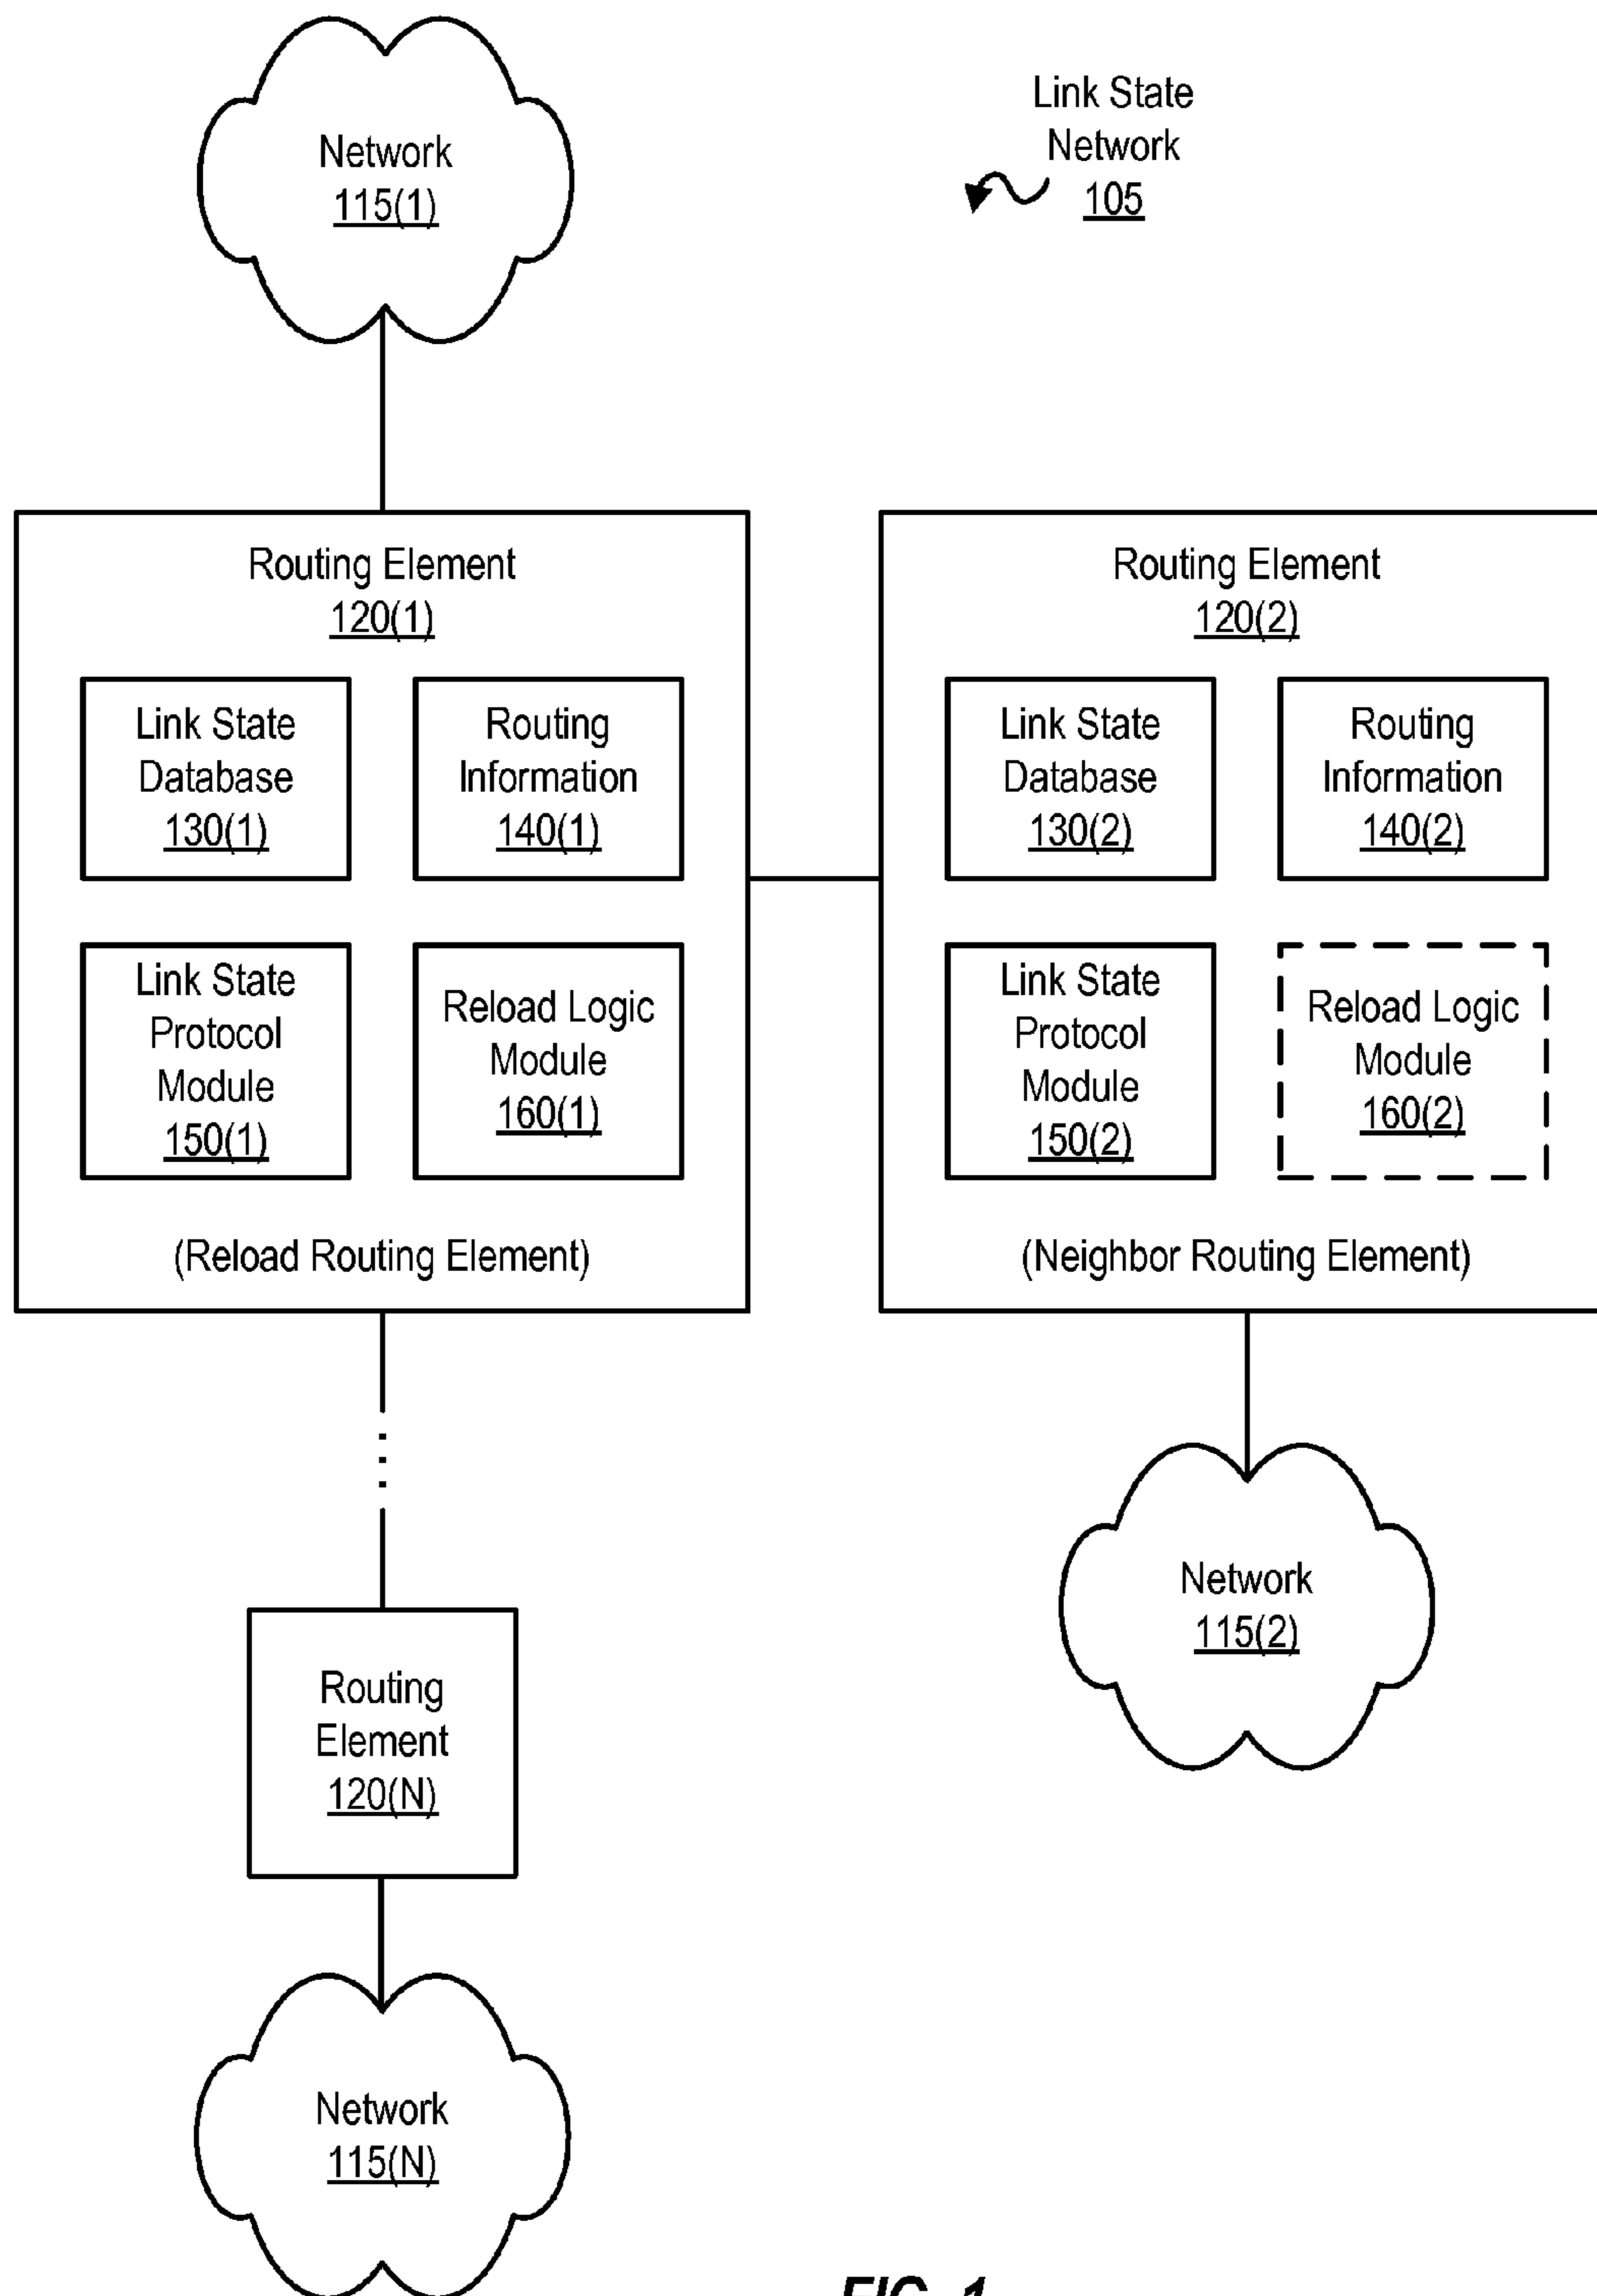 Network
115(1)
Link State
Network
105
Routing Element
120(1)
Link State
Database
130(1)
Routing
Information
140(1)
Link State
Protocol
Module
150(1)
Reload Logic
Module
160(1)
(Reload Routing Element)
Routing Element
120(2)
Link State
Database
130(2)
Routing
Information
140(2)
Link State
Protocol
Module
150(2)
Reload Logic
Module
160(2)
(Neighbor Routing Element)
Network
115(2)
Routing
Element
120(N)
Network
115(N)
FIG. 1